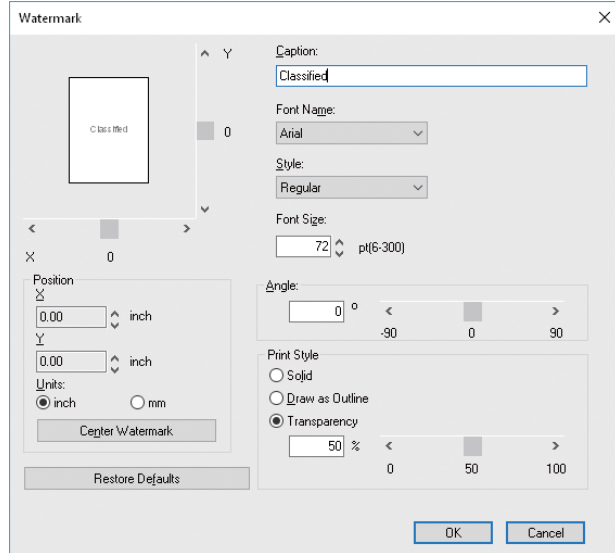 Watermark
Y
Classified
0
X 0
Position
X
0.00 inch
Y
0.00 inch
Units:
inch mm
Center Watermark
Restore Defaults
Caption:
Classified
Font Name:
Arial
Style:
Regular
Font Size:
72 pt(6-300)
Angle:
0 °
-90 0 90
Print Style
Solid
Draw as Outline
Transparency
50 %
0 50 100
OK Cancel